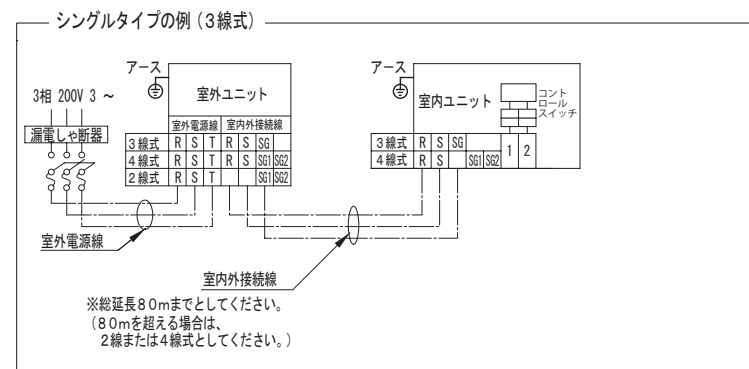 シングルタイプの例（3線式）
アース
3相 200V 3 ～
漏電しゃ断器
室外ユニット
室外電源線 室内外接続線
3線式 R S T R S SG
4線式 R S T R S SG1 SG2
2線式 R S T SG1 SG2
アース
室内ユニット
コント
ロール
スイッチ
3線式 R S SG
4線式 R S SG1 SG2
1 2
室外電源線
室内外接続線
※総延長80mまでとしてください。
（80mを超える場合は、
2線または4線式としてください。）